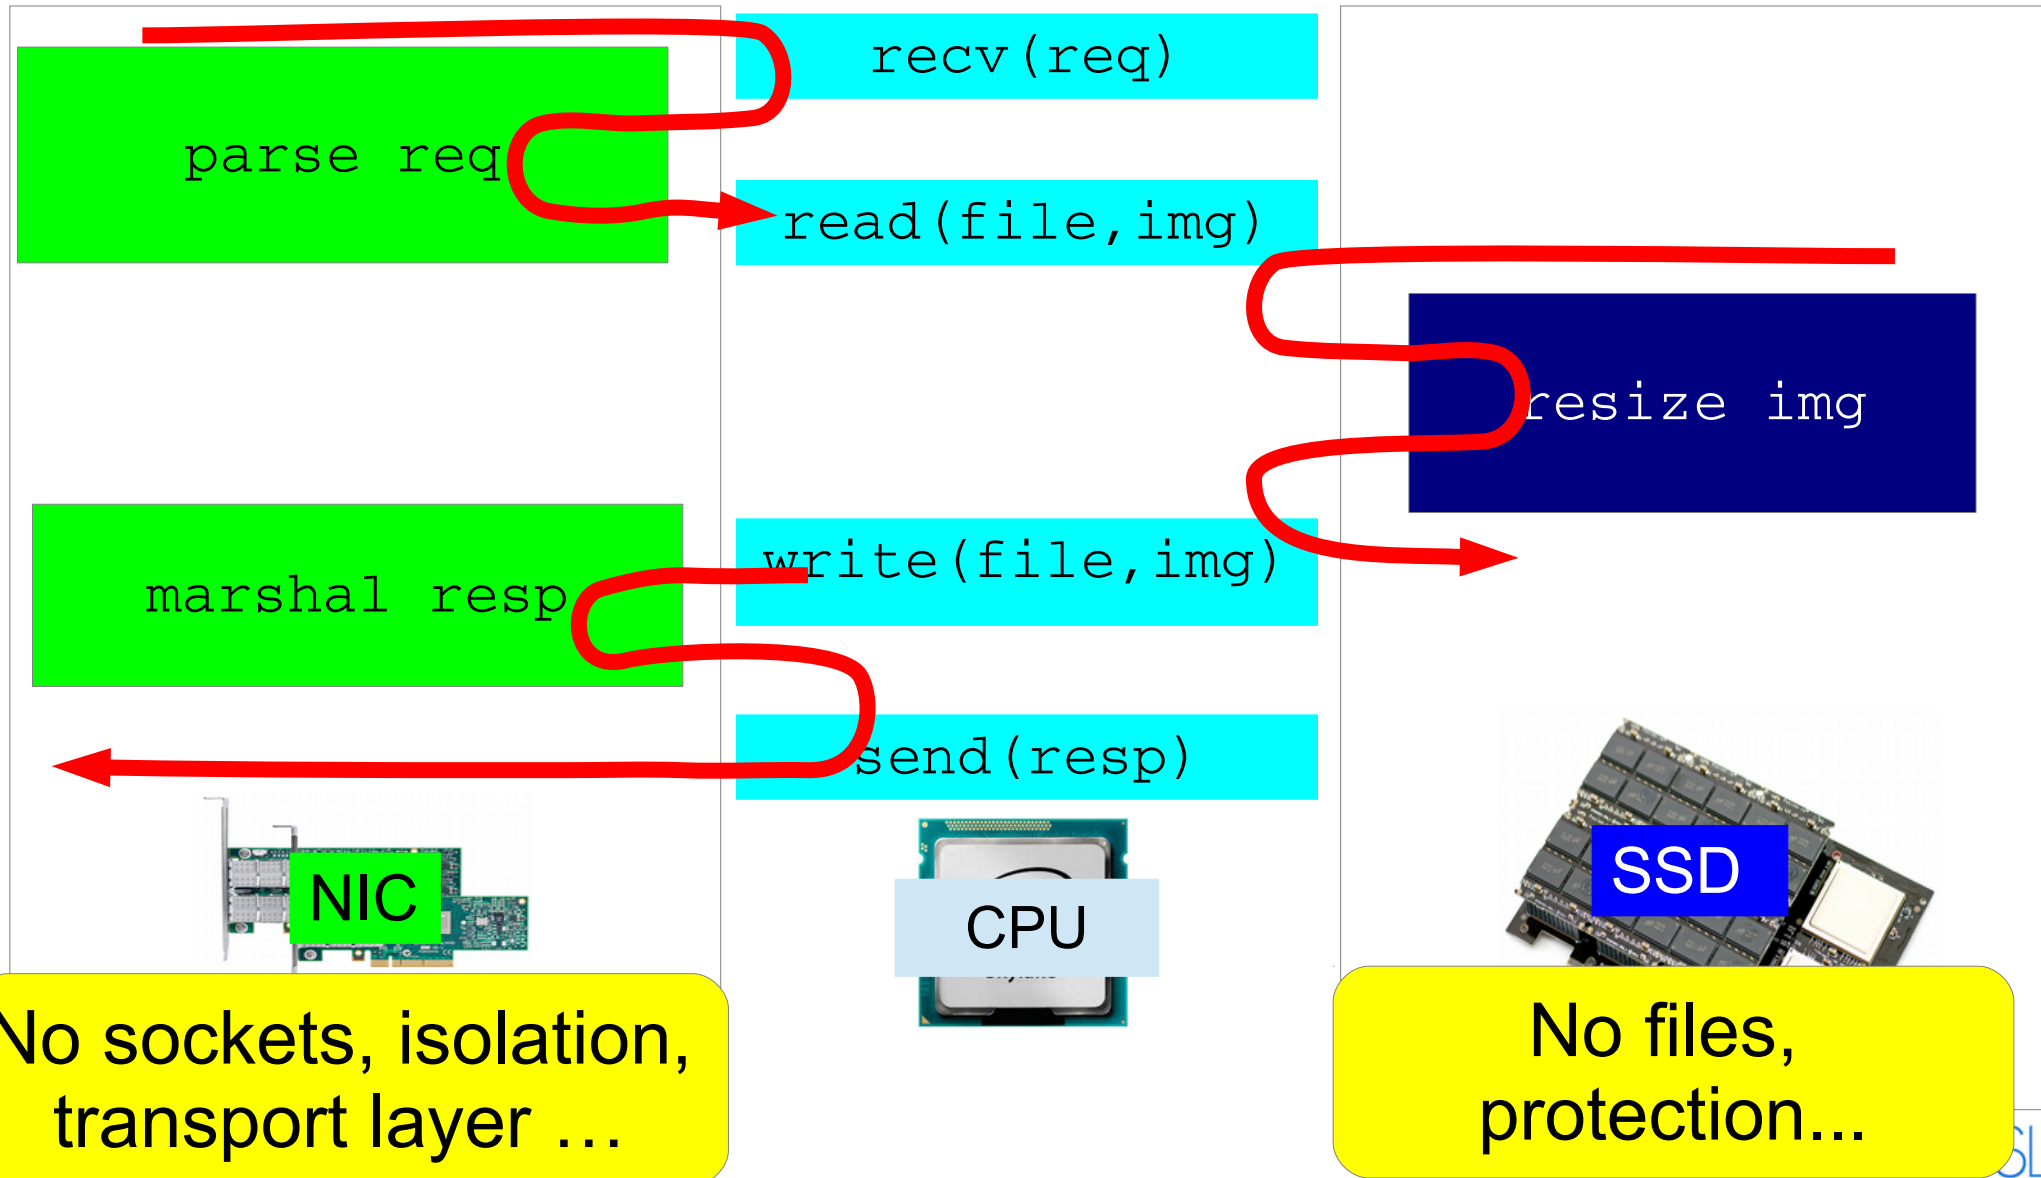 recv(req)
parse req
read(file,img)
resize img
write(file,img)
marshal resp
send(resp)
NIC
CPU
SSD
No sockets, isolation,
transport layer …
No files,
protection...
SL